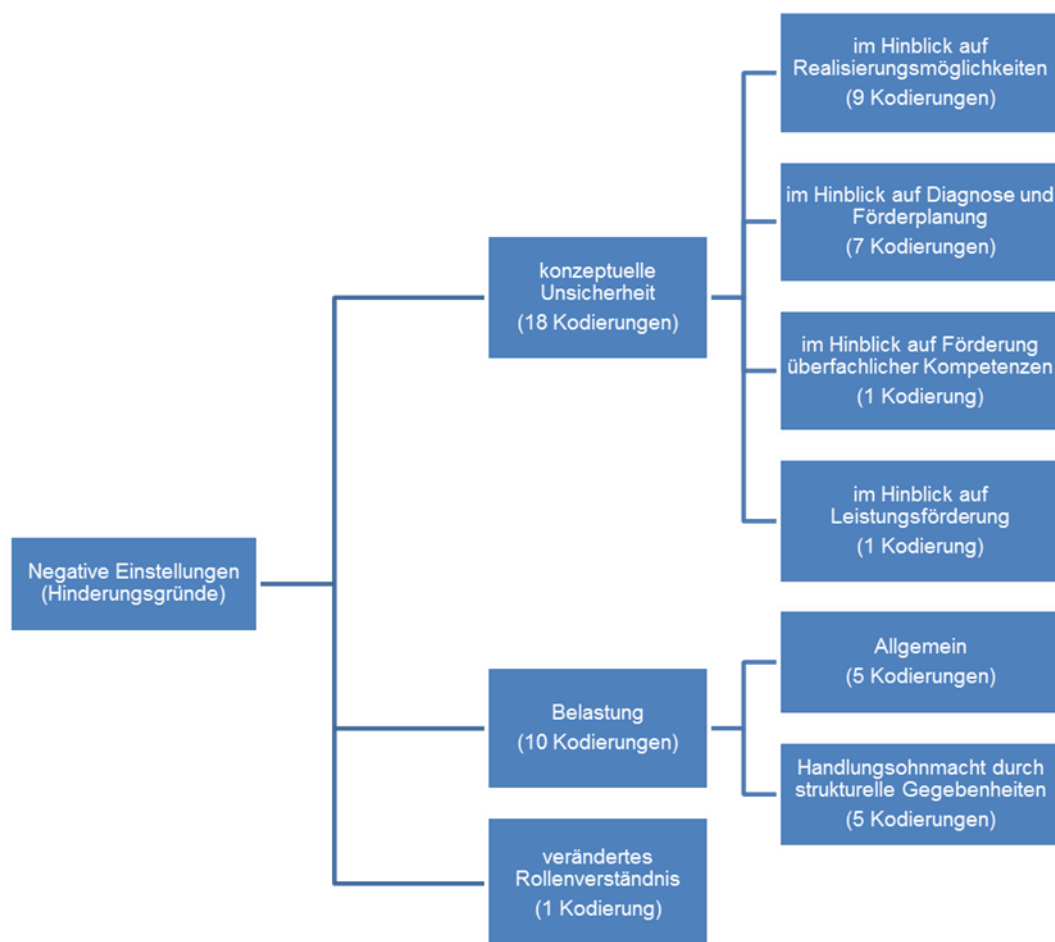 Negative Einstellungen
(Hinderungsgründe)
konzeptuelle
Unsicherheit
(18 Kodierungen)
im Hinblick auf
Realisierungsmöglichkeiten
(9 Kodierungen)
im Hinblick auf Diagnose und
Förderplanung
(7 Kodierungen)
im Hinblick auf Förderung
überfachlicher Kompetenzen
(1 Kodierung)
im Hinblick auf
Leistungsförderung
(1 Kodierung)
Belastung
(10 Kodierungen)
Allgemein
(5 Kodierungen)
Handlungsohnmacht durch
strukturelle Gegebenheiten
(5 Kodierungen)
verändertes
Rollenverständnis
(1 Kodierung)